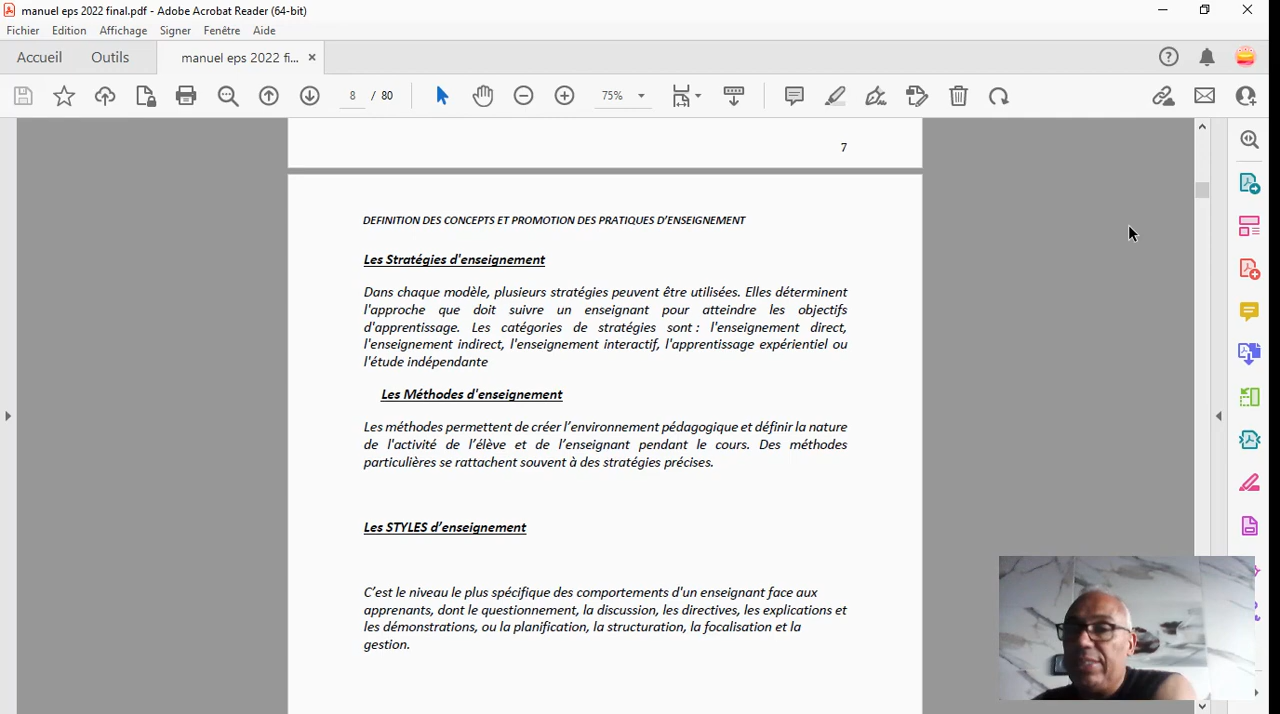 manuel eps 2022 final.pdf - Adobe Acrobat Reader (64-bit)
Fichier Edition Affichage Signer Fenêtre Aide
Accueil Outils manuel eps 2022 fi... ×
8 / 80 75%
7
DEFINITION DES CONCEPTS ET PROMOTION DES PRATIQUES D’ENSEIGNEMENT
Les Stratégies d'enseignement
Dans chaque modèle, plusieurs stratégies peuvent être utilisées. Elles déterminent
l'approche que doit suivre un enseignant pour atteindre les objectifs
d'apprentissage. Les catégories de stratégies sont : l'enseignement direct,
l'enseignement indirect, l'enseignement interactif, l'apprentissage expérientiel ou
l'étude indépendante
Les Méthodes d'enseignement
Les méthodes permettent de créer l’environnement pédagogique et définir la nature
de l'activité de l’élève et de l’enseignant pendant le cours. Des méthodes
particulières se rattachent souvent à des stratégies précises.
Les STYLES d’enseignement
C’est le niveau le plus spécifique des comportements d'un enseignant face aux
apprenants, dont le questionnement, la discussion, les directives, les explications et
les démonstrations, ou la planification, la structuration, la focalisation et la
gestion.